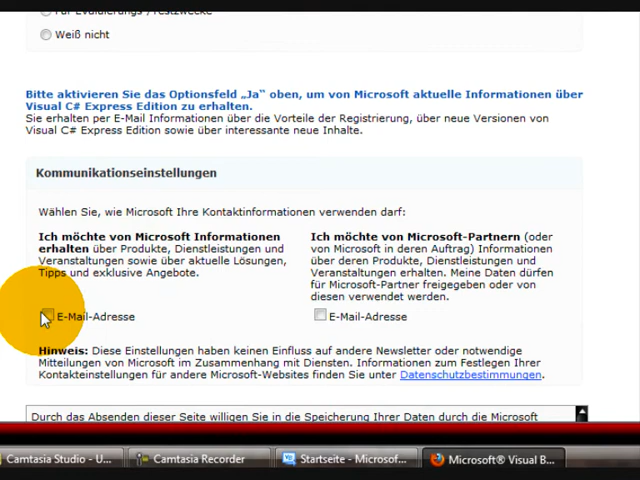 Für Evaluierungs-/Testzwecke
Weiß nicht
Bitte aktivieren Sie das Optionsfeld „Ja“ oben, um von Microsoft aktuelle Informationen über
Visual C# Express Edition zu erhalten.
Sie erhalten per E-Mail Informationen über die Vorteile der Registrierung, über neue Versionen von
Visual C# Express Edition sowie über interessante neue Inhalte.
Kommunikationseinstellungen
Wählen Sie, wie Microsoft Ihre Kontaktinformationen verwenden darf:
Ich möchte von Microsoft Informationen
erhalten über Produkte, Dienstleistungen und
Veranstaltungen sowie über aktuelle Lösungen,
Tipps und exklusive Angebote.
E-Mail-Adresse
Ich möchte von Microsoft-Partnern (oder
von Microsoft in deren Auftrag) Informationen
über deren Produkte, Dienstleistungen und
Veranstaltungen erhalten. Meine Daten dürfen
für Microsoft-Partner freigegeben oder von
diesen verwendet werden.
E-Mail-Adresse
Hinweis: Diese Einstellungen haben keinen Einfluss auf andere Newsletter oder notwendige
Mitteilungen von Microsoft im Zusammenhang mit Diensten. Informationen zum Festlegen Ihrer
Kontakteinstellungen für andere Microsoft-Websites finden Sie unter Datenschutzbestimmungen.
Durch das Absenden dieser Seite willigen Sie in die Speicherung Ihrer Daten durch die Microsoft
Camtasia Studio - U...
Camtasia Recorder
Startseite - Microsof...
Microsoft® Visual B...